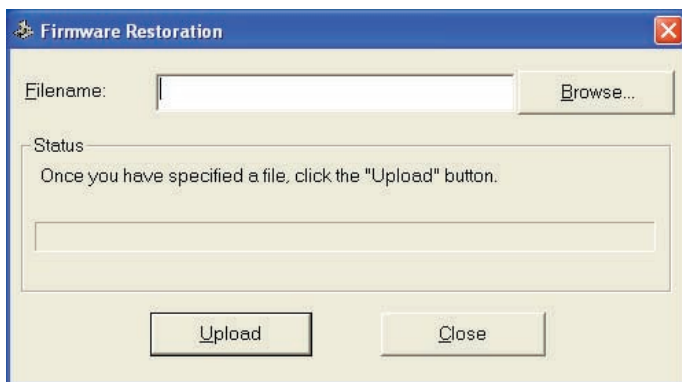 Firmware Restoration
Filename:
Browse...
Status
Once you have specified a file, click the "Upload" button.
Upload
Close